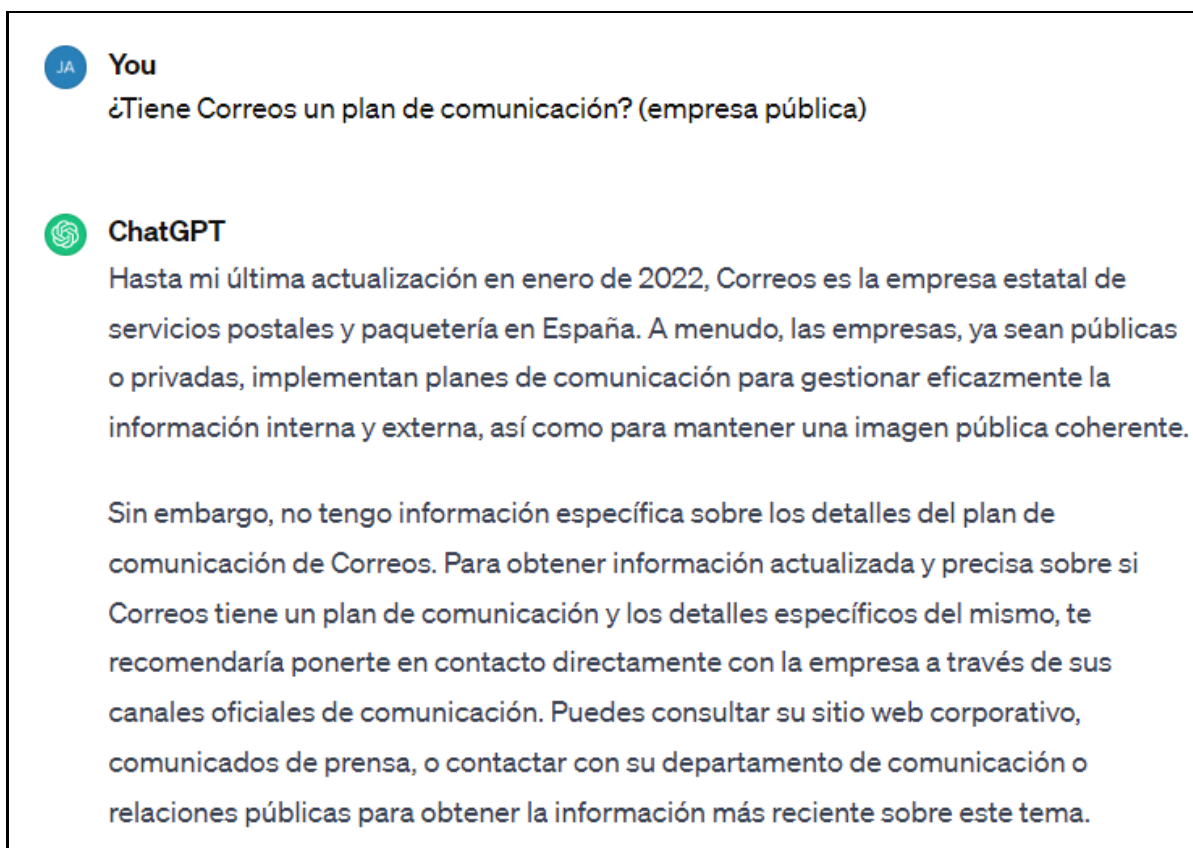 JA
You
¿Tiene Correos un plan de comunicación? (empresa pública)
ChatGPT
Hasta mi última actualización en enero de 2022, Correos es la empresa estatal de
servicios postales y paquetería en España. A menudo, las empresas, ya sean públicas
o privadas, implementan planes de comunicación para gestionar eficazmente la
información interna y externa, así como para mantener una imagen pública coherente.
Sin embargo, no tengo información específica sobre los detalles del plan de
comunicación de Correos. Para obtener información actualizada y precisa sobre si
Correos tiene un plan de comunicación y los detalles específicos del mismo, te
recomendaría ponerte en contacto directamente con la empresa a través de sus
canales oficiales de comunicación. Puedes consultar su sitio web corporativo,
comunicados de prensa, o contactar con su departamento de comunicación o
relaciones públicas para obtener la información más reciente sobre este tema.